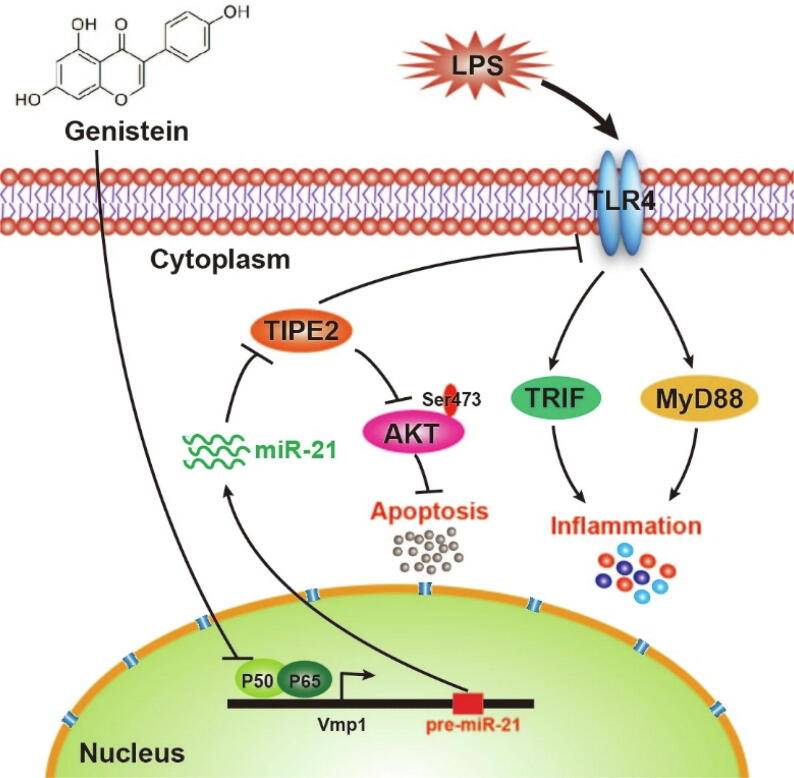 OH
O
OH
HO
O
Genistein
LPS
TLR4
Cytoplasm
TIPE2
Ser473
AKT
TRIF
MyD88
miR-21
Apoptosis
Inflammation
P50
P65
Vmp1
pre-miR-21
Nucleus